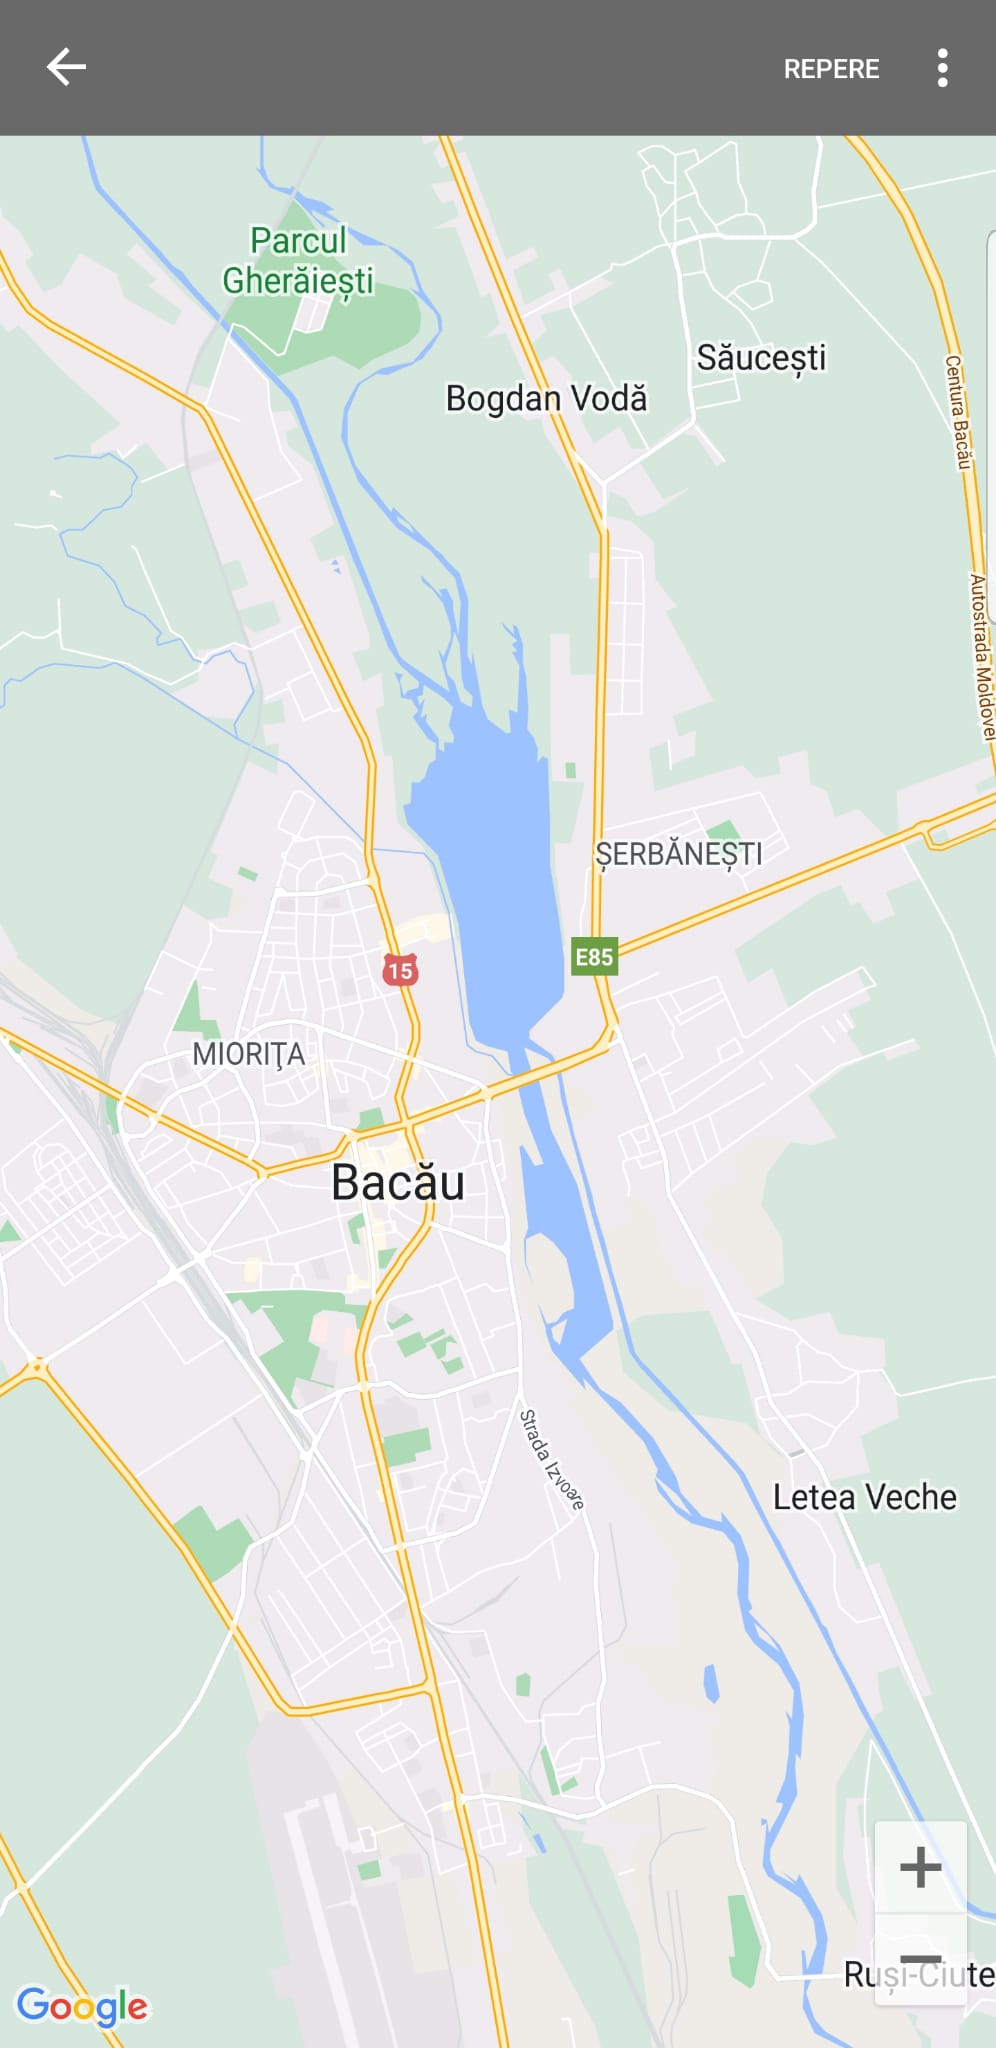 REPERE
Parcul
Gherăiești
Săucești
Bogdan Vodă
Centura Bacău
Autostrada Moldovei
ȘERBĂNEȘTI
E85
15
MIORIŢA
Bacău
Strada Izvoare
Letea Veche
Ruși-Ciute
Google